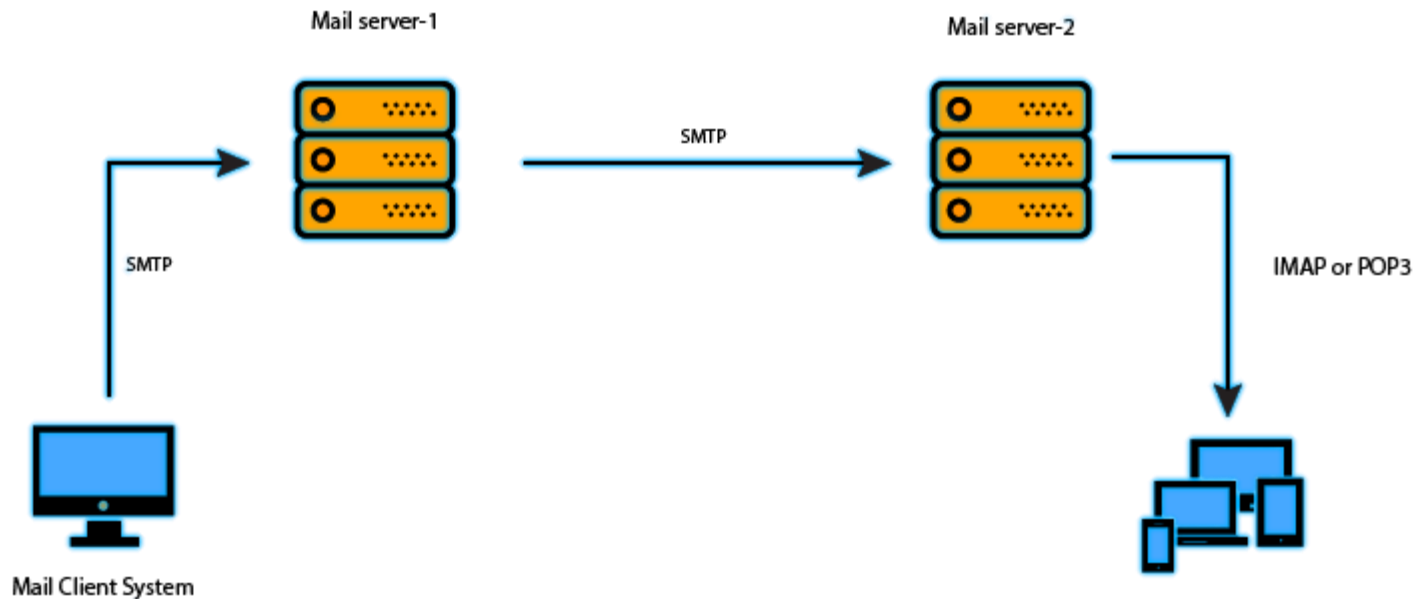 Mail server-1
Mail server-2
SMTP
SMTP
IMAP or POP3
Mail Client System